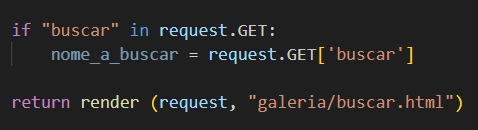 if "buscar" in request.GET:
    nome_a_buscar = request.GET['buscar']
return render (request, "galeria/buscar.html")